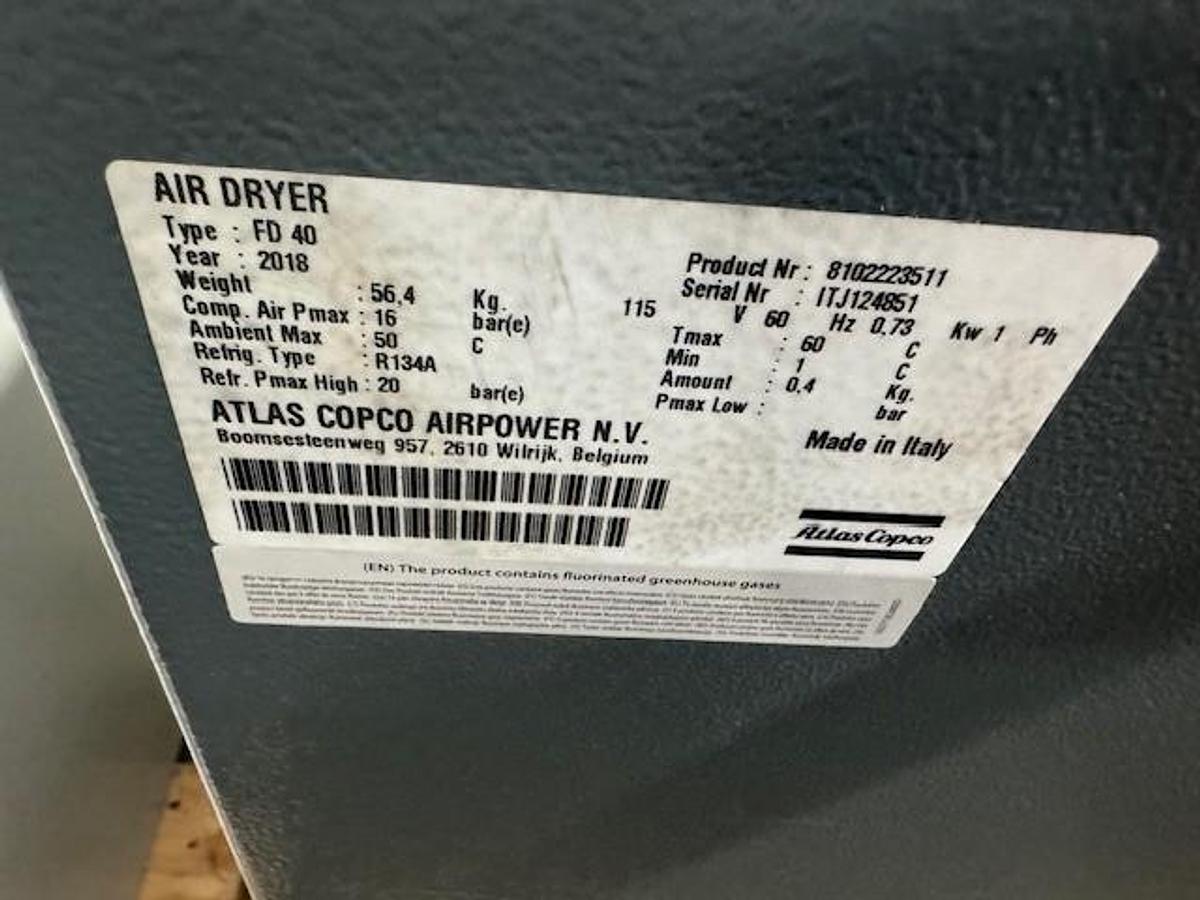 AIR DRYER
Type : FD 40
Year : 2018
Product Nr : 8102223511
Weight : 56,4 Kg.
Serial Nr : ITJ124851
Comp. Air Pmax : 16 bar(e)
115 V 60 Hz 0,73 Kw 1 Ph
Ambient Max : 50 C
Tmax : 60 C
Refrig. Type : R134A
Min : 1 C
Amount : 0.4 Kg.
Refr. Pmax High : 20 bar(e)
Pmax Low : bar
ATLAS COPCO AIRPOWER N.V.
Boomsesteenweg 957, 2610 Wilrijk, Belgium
Made in Italy
Atlas Copco
(EN) The product contains fluorinated greenhouse gases